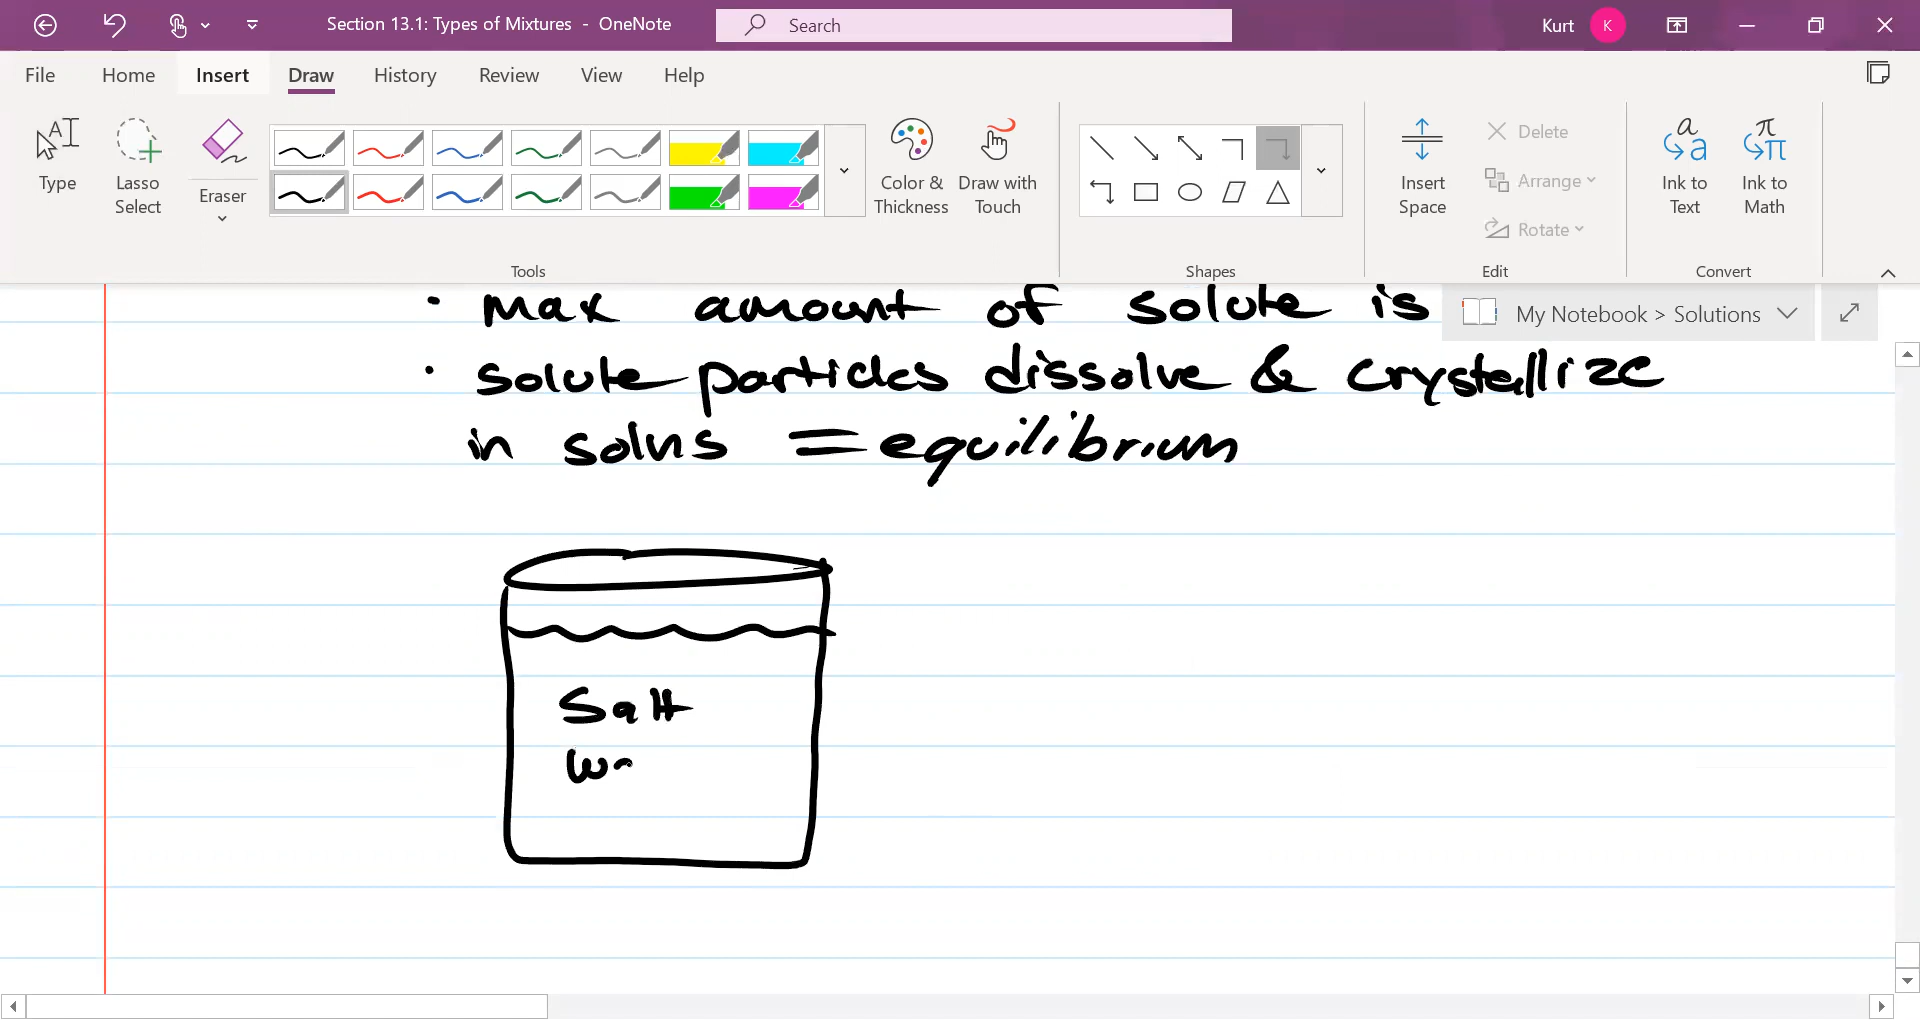 Section 13.1: Types of Mixtures - OneNote
Search
Kurt
K
File Home Insert Draw History Review View Help
Type
Lasso Select
Eraser
Color & Thickness
Draw with Touch
Insert Space
Delete
Arrange
Rotate
Ink to Text
Ink to Math
Tools
Shapes
Edit
Convert
My Notebook > Solutions
• max amount of solute is
• solute particles dissolve & crystallize
in solns = equilibrium
Salt